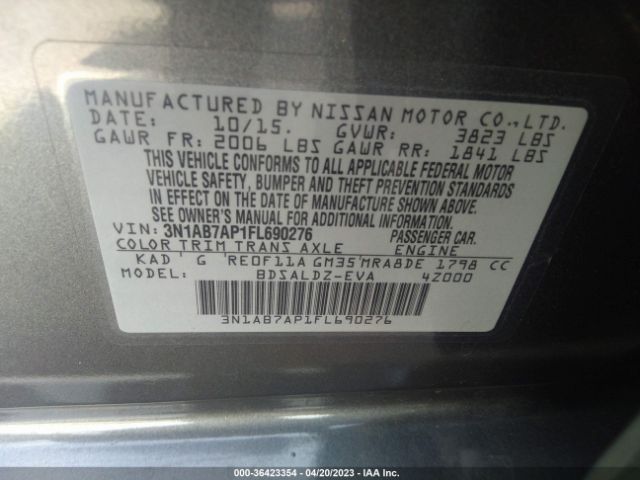 MANUFACTURED BY NISSAN MOTOR CO.,LTD.
DATE: 10/15. GVWR: 3823 LBS
GAWR FR: 2006 LBS GAWR RR: 1841 LBS
THIS VEHICLE CONFORMS TO ALL APPLICABLE FEDERAL MOTOR
VEHICLE SAFETY, BUMPER AND THEFT PREVENTION STANDARDS
IN EFFECT ON THE DATE OF MANUFACTURE SHOWN ABOVE.
SEE OWNER'S MANUAL FOR ADDITIONAL INFORMATION.
VIN: 3N1AB7AP1FL690276 PASSENGER CAR.
COLOR TRIM TRANS AXLE ENGINE
KAD G RE0F11A GM35 MRA8DE 1798 CC
MODEL: BDSALDZ-EVA 4Z000
3N1AB7AP1FL690276
000-36423354 - 04/20/2023 - IAA Inc.